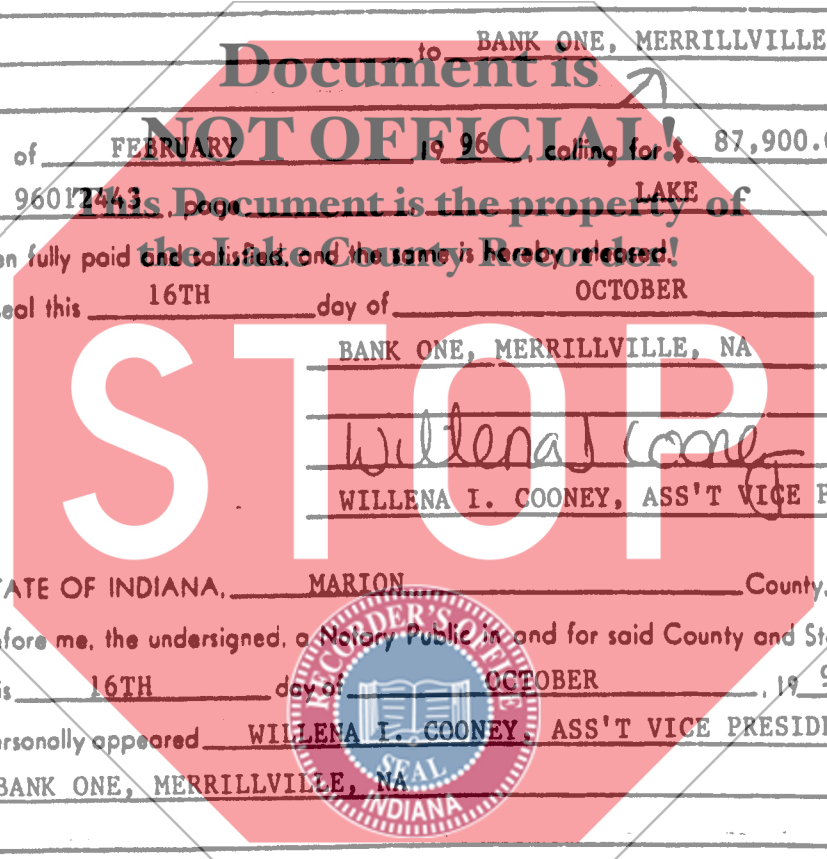 to BANK ONE, MERRILLVILLE
Document is
of FEBRUARY 19 96, calling for $ 87,900.
NOT OFFICIAL!
96012443, page LAKE
This Document is the property of
en fully paid and satisfied, and the same is hereby released.
the Lake County Recorder!
eal this 16TH day of OCTOBER
BANK ONE, MERRILLVILLE, NA
STOP
Willena I Cooney
WILLENA I. COONEY, ASS'T VICE P
TATE OF INDIANA, MARION County,
efore me, the undersigned, a Notary Public in and for said County and St
RECORDER'S OFFICE
is 16TH day of OCTOBER, 19 9
ersonally appeared WILLENA I. COONEY, ASS'T VICE PRESID
SEAL
BANK ONE, MERRILLVILLE, NA
INDIANA